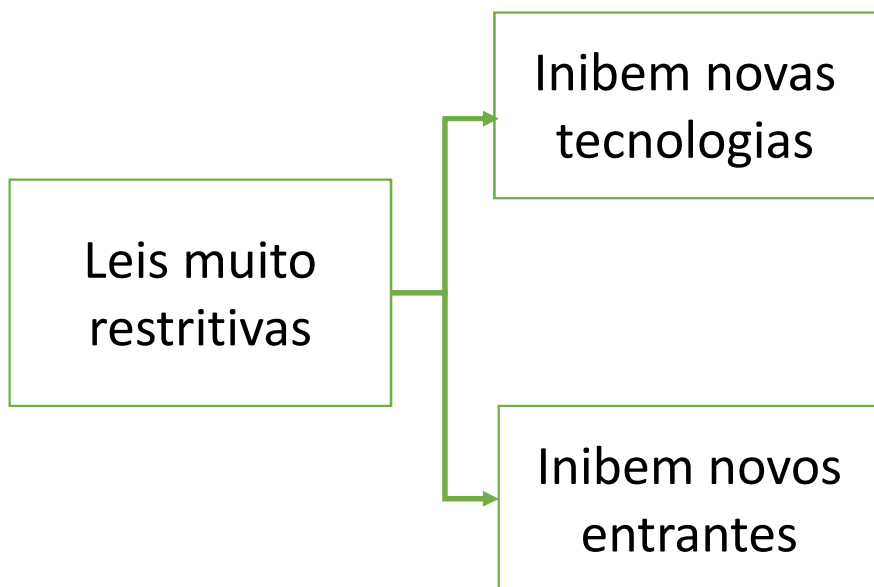 Inibem novas
tecnologias
Leis muito
restritivas
Inibem novos
entrantes